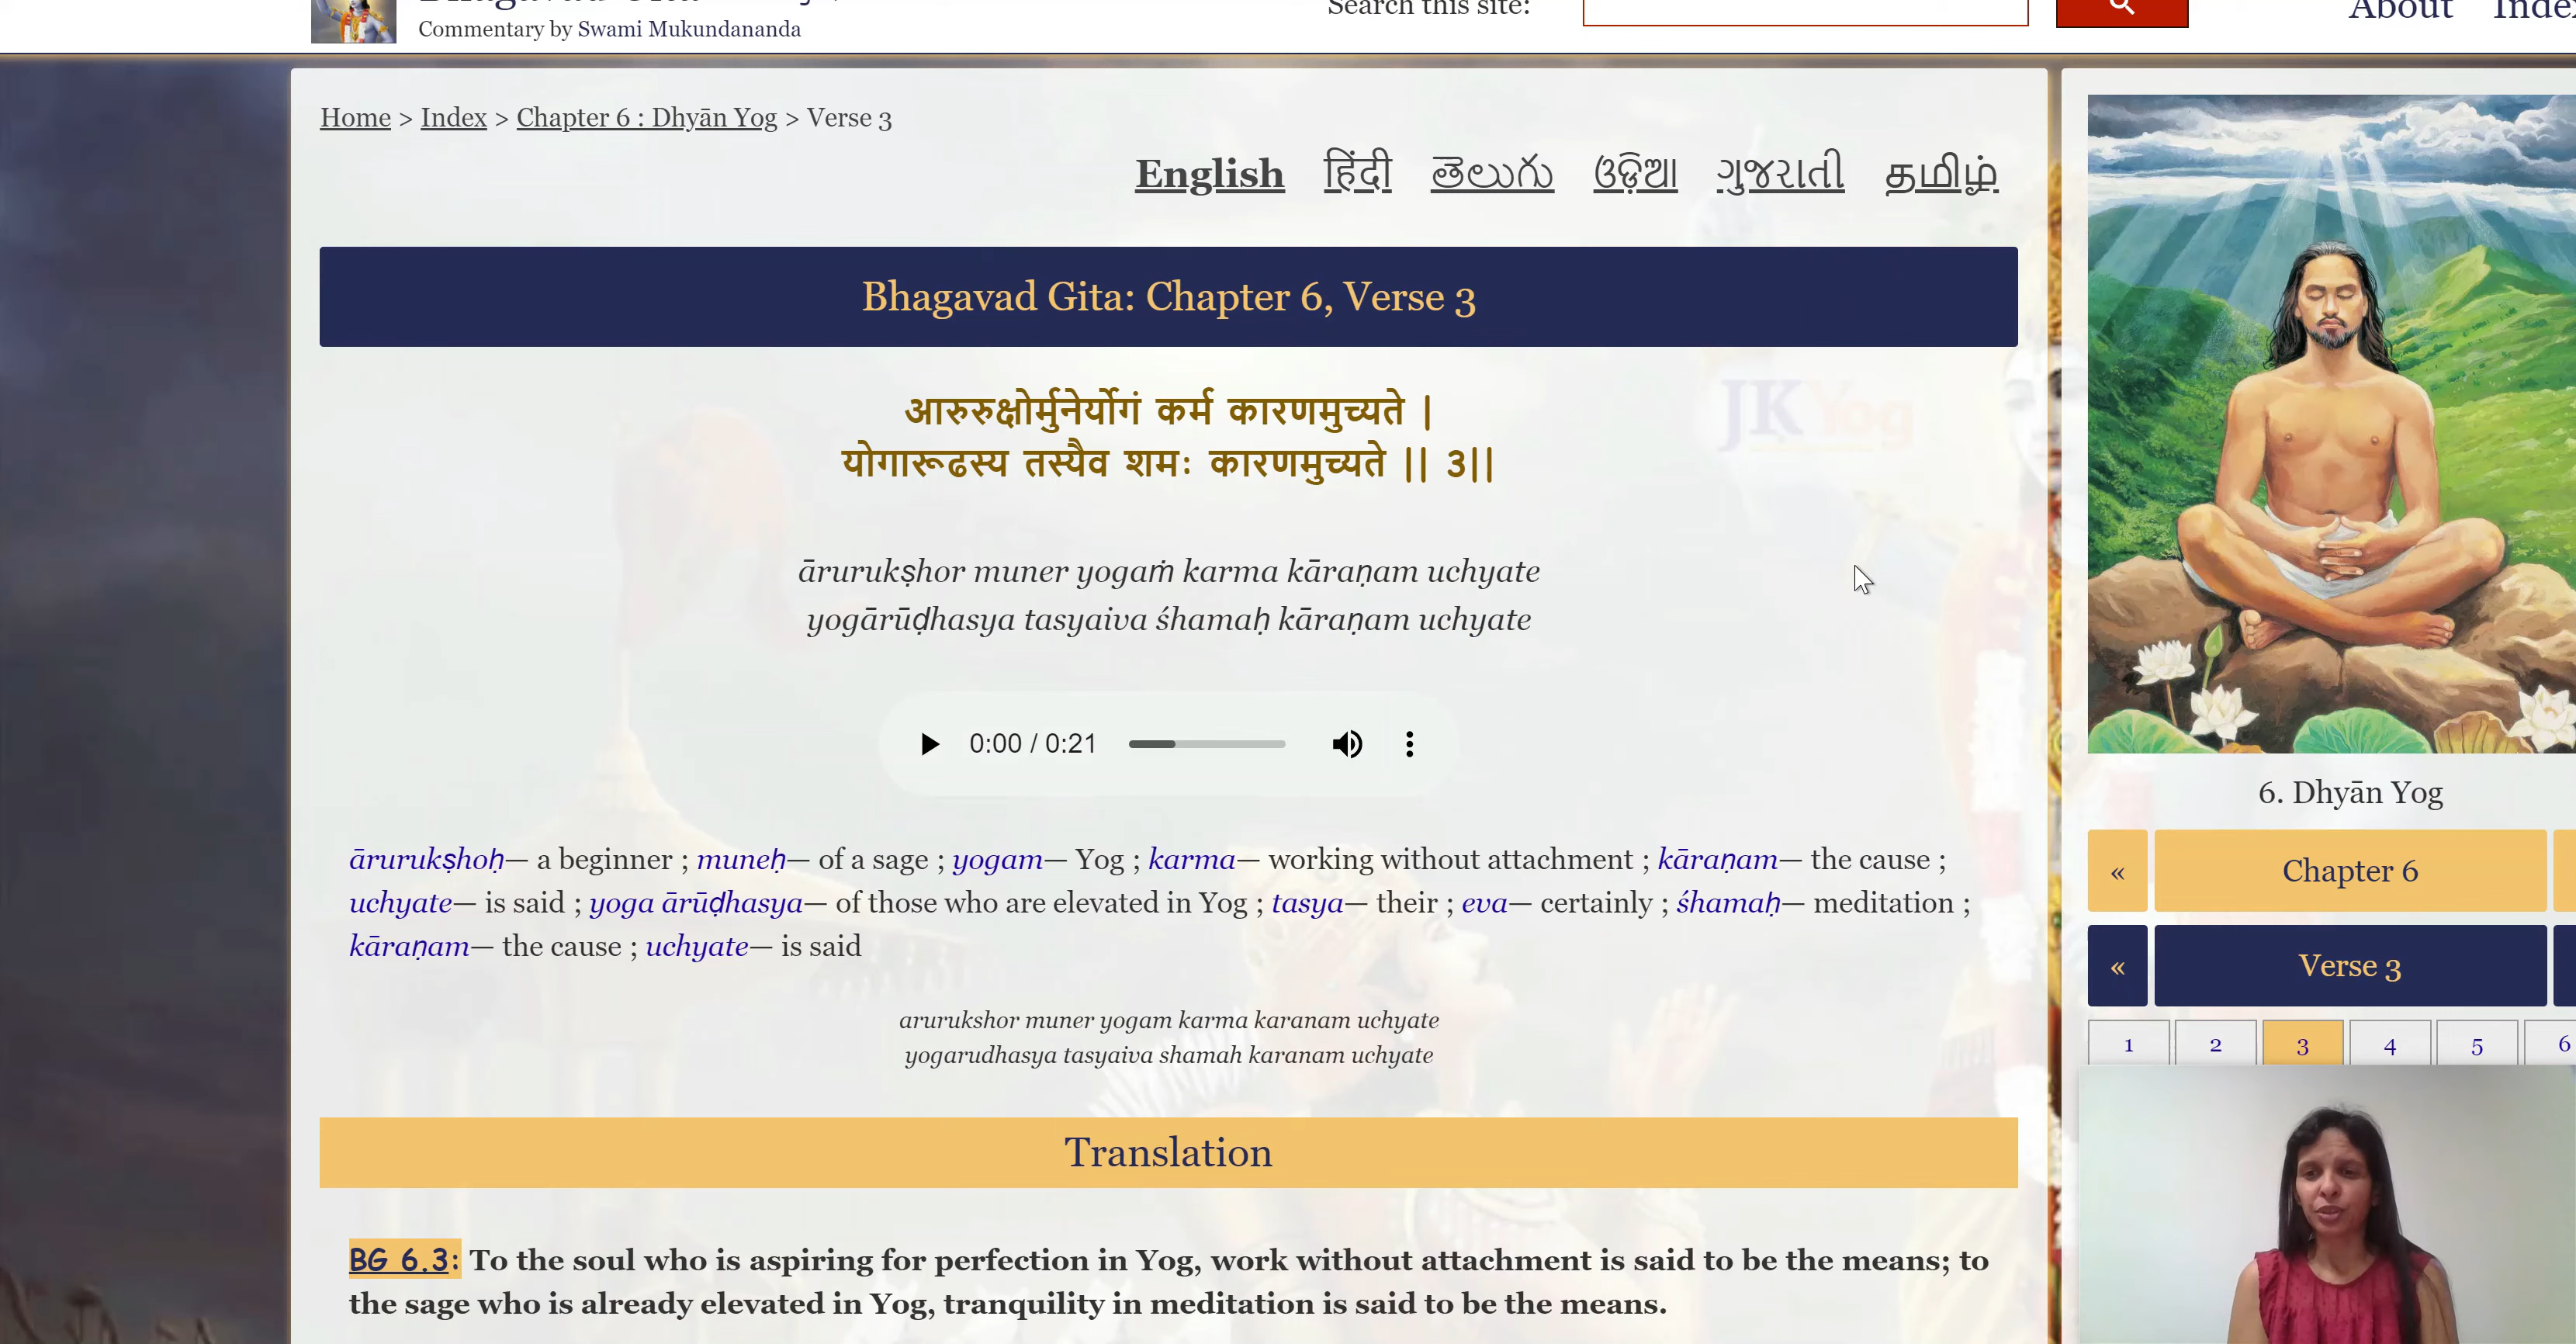 Commentary by Swami Mukundananda
Search this site:
About
Home > Index > Chapter 6 : Dhyān Yog > Verse 3
English हिंदी తెలుగు ଓଡ଼ିଆ ગુજરાતી தமிழ்
Bhagavad Gita: Chapter 6, Verse 3
आरुरुक्षोर्मुनेर्योगं कर्म कारणमुच्यते |
योगारूढस्य तस्यैव शमः कारणमुच्यते || ३||
JKYog
ārurukṣhor muner yogaṁ karma kāraṇam uchyate
yogārūḍhasya tasyaiva śhamaḥ kāraṇam uchyate
0:00 / 0:21
ārurukṣhoḥ— a beginner ; muneḥ— of a sage ; yogam— Yog ; karma— working without attachment ; kāraṇam— the cause ;
uchyate— is said ; yoga ārūḍhasya— of those who are elevated in Yog ; tasya— their ; eva— certainly ; śhamaḥ— meditation ;
kāraṇam— the cause ; uchyate— is said
arurukshor muner yogam karma karanam uchyate
yogarudhasya tasyaiva shamah karanam uchyate
Translation
BG 6.3: To the soul who is aspiring for perfection in Yog, work without attachment is said to be the means; to
the sage who is already elevated in Yog, tranquility in meditation is said to be the means.
6. Dhyān Yog
« Chapter 6
« Verse 3
1 2 3 4 5 6